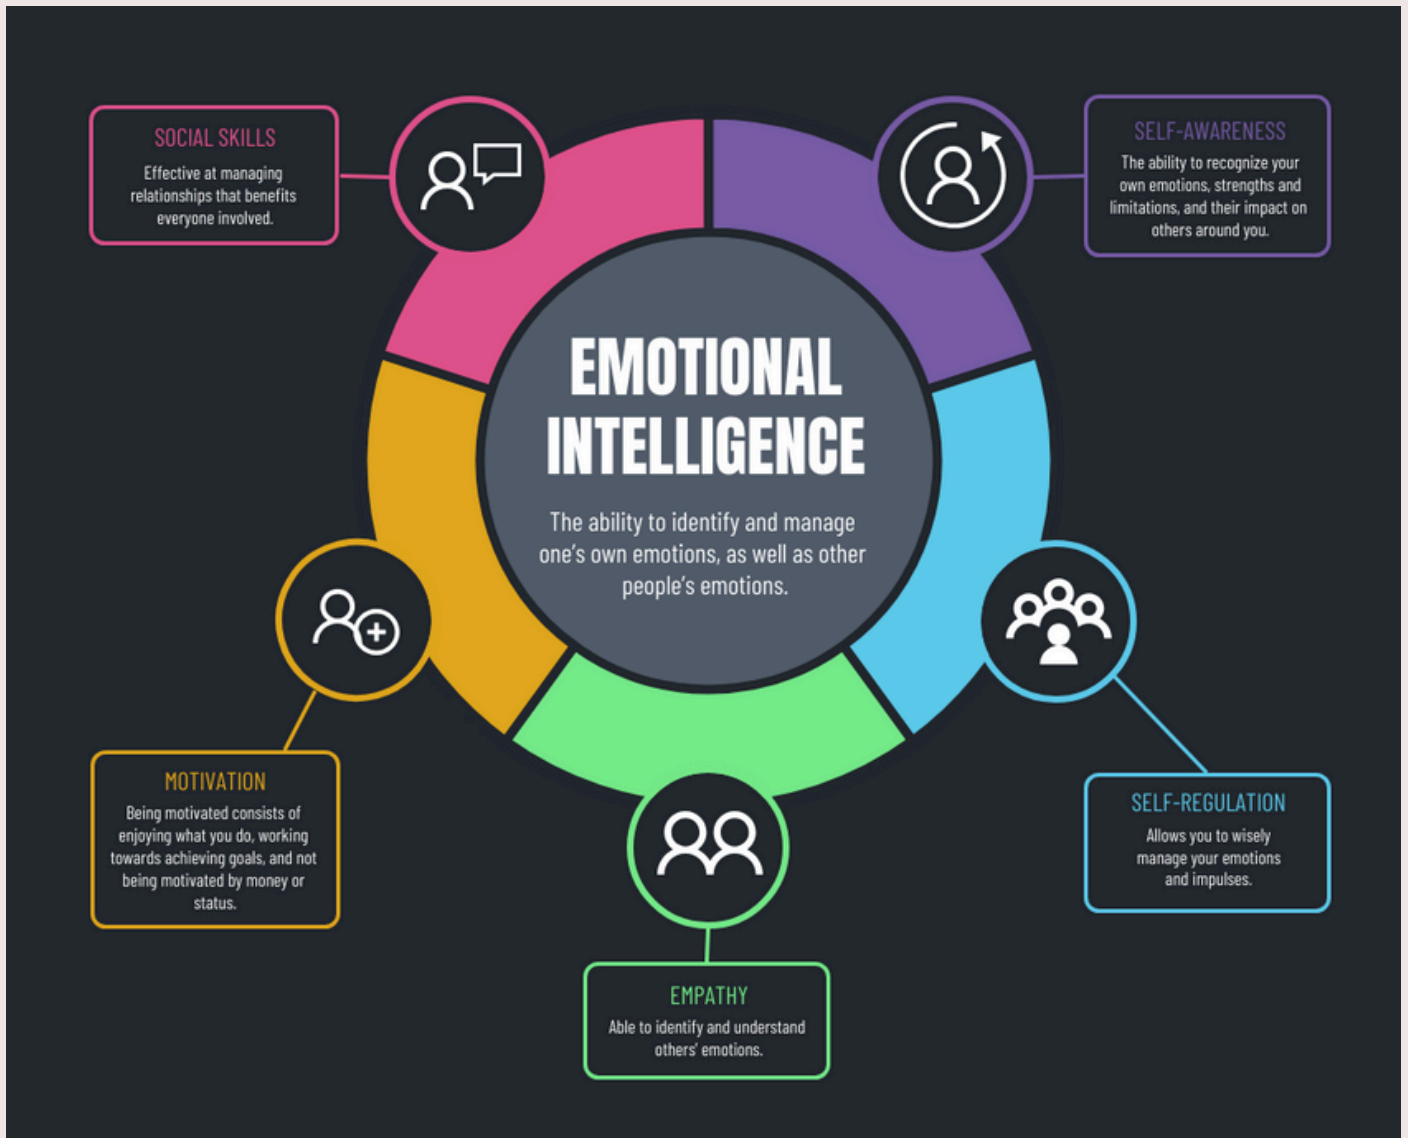 EMOTIONAL
INTELLIGENCE
The ability to identify and manage
one's own emotions, as well as other
people's emotions.
SELF-AWARENESS
The ability to recognize your
own emotions, strengths and
limitations, and their impact on
others around you.
SELF-REGULATION
Allows you to wisely
manage your emotions
and impulses.
EMPATHY
Able to identify and understand
others' emotions.
MOTIVATION
Being motivated consists of
enjoying what you do, working
towards achieving goals, and not
being motivated by money or
status.
SOCIAL SKILLS
Effective at managing
relationships that benefits
everyone involved.